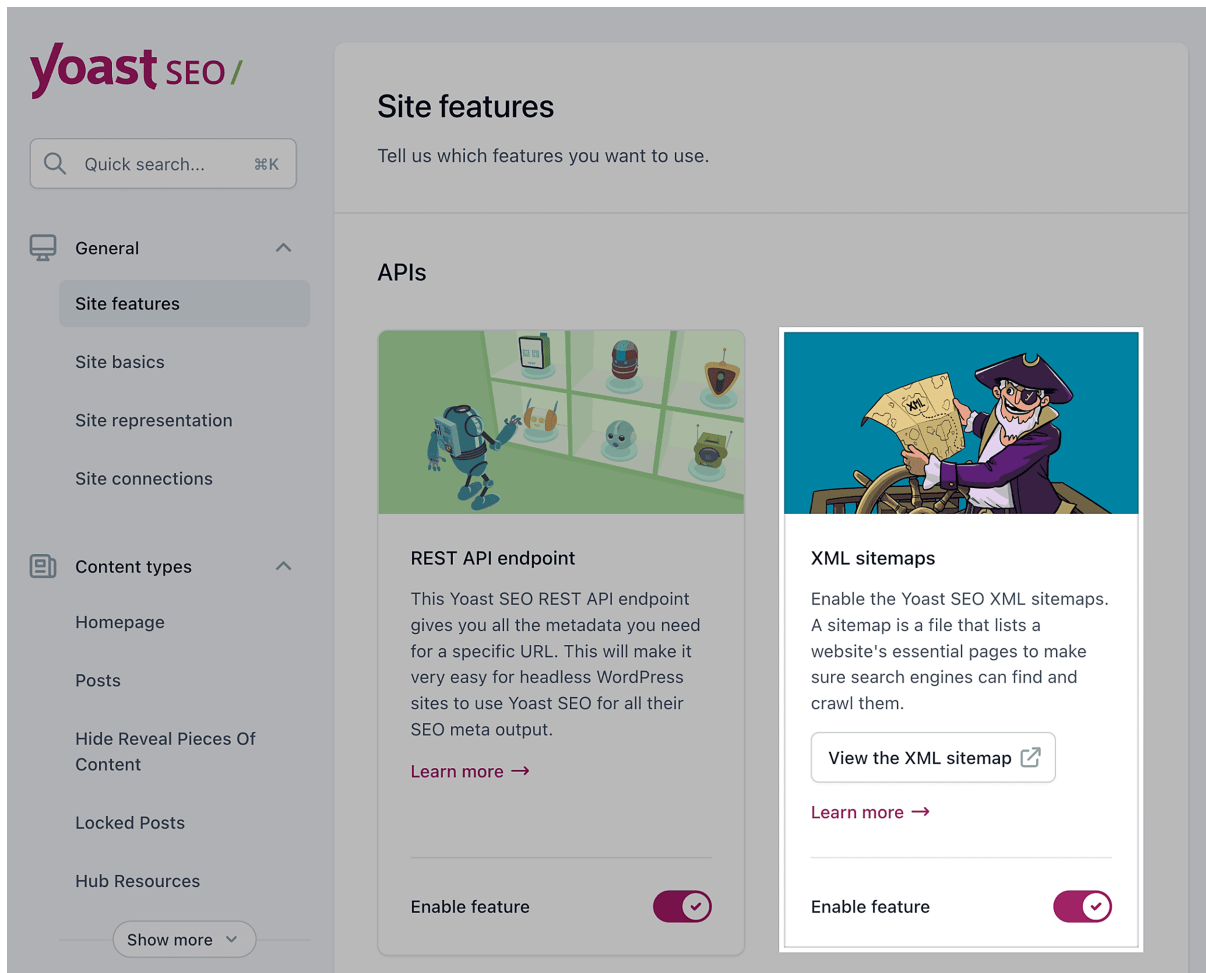 yoast SEO /
Quick search... ⌘K
General
Site features
Site basics
Site representation
Site connections
Content types
Homepage
Posts
Hide Reveal Pieces Of
Content
Locked Posts
Hub Resources
Show more
Site features
Tell us which features you want to use.
APIs
REST API endpoint
This Yoast SEO REST API endpoint
gives you all the metadata you need
for a specific URL. This will make it
very easy for headless WordPress
sites to use Yoast SEO for all their
SEO meta output.
Learn more →
Enable feature
XML
XML sitemaps
Enable the Yoast SEO XML sitemaps.
A sitemap is a file that lists a
website's essential pages to make
sure search engines can find and
crawl them.
View the XML sitemap
Learn more →
Enable feature